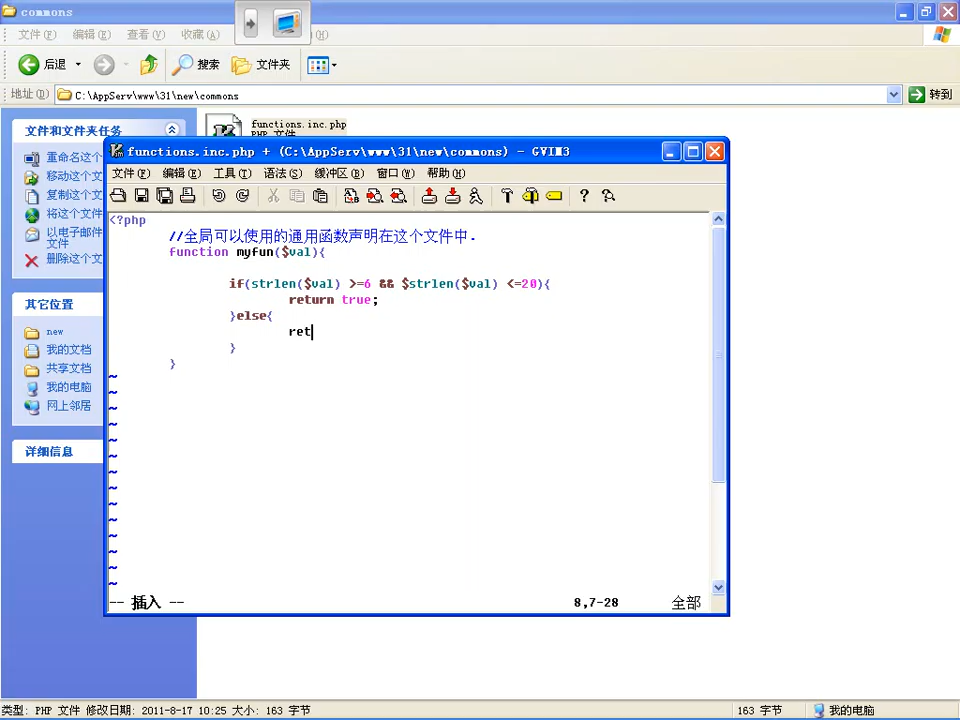 commons
文件(F) 编辑(E) 查看(V) 收藏(A) (H)
后退 搜索 文件夹
地址(D) C:\AppServ\www\31\new\commons 转到
文件和文件夹任务
重命名这个文
移动这个文
复制这个文
将这个文件
以电子邮件
文件
删除这个文
其它位置
new
我的文档
共享文档
我的电脑
网上邻居
详细信息
functions.inc.php
PHP 文件
functions.inc.php + (C:\AppServ\www\31\new\commons) - GVIM3
文件(F) 编辑(E) 工具(T) 语法(S) 缓冲区(B) 窗口(W) 帮助(H)
<?php
//全局可以使用的通用函数声明在这个文件中.
function myfun($val){
if(strlen($val) >=6 && $strlen($val) <=20){
return true;
}else{
ret
}
}
~
~
~
~
~
~
~
~
~
~
~
~
~
~
-- 插入 -- 8,7-28 全部
类型: PHP 文件 修改日期: 2011-8-17 10:25 大小: 163 字节 163 字节 我的电脑